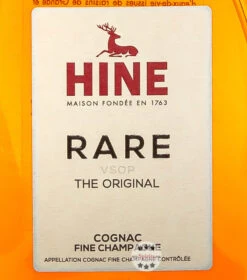 HINE
MAISON FONDÉE EN 1763
RARE
VSOP
THE ORIGINAL
COGNAC
FINE CHAMPAGNE
APPELLATION COGNAC FINE CHAMPAGNE CONTRÔLÉE